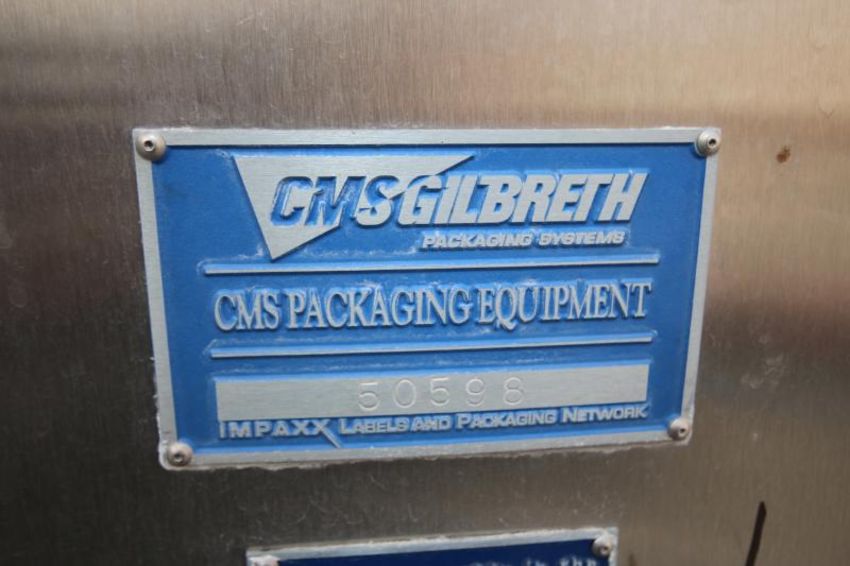 CMS GILBRETH
PACKAGING SYSTEMS
CMS PACKAGING EQUIPMENT
50598
IMPAXX LABELS AND PACKAGING NETWORK